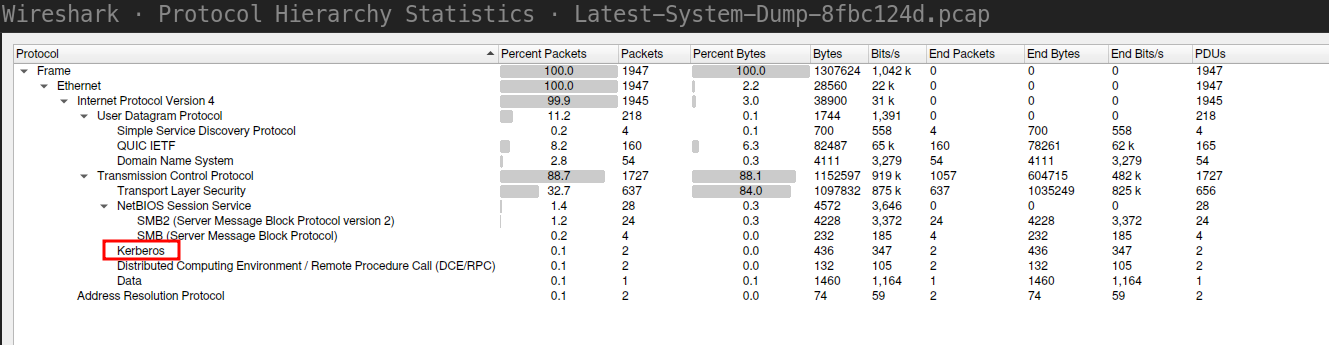 Wireshark · Protocol Hierarchy Statistics · Latest-System-Dump-8fbc124d.pcap
Protocol Percent Packets Packets Percent Bytes Bytes Bits/s End Packets End Bytes End Bits/s PDUs
Frame 100.0 1947 100.0 1307624 1,042 k 0 0 0 1947
Ethernet 100.0 1947 2.2 28560 22 k 0 0 0 1947
Internet Protocol Version 4 99.9 1945 3.0 38900 31 k 0 0 0 1945
User Datagram Protocol 11.2 218 0.1 1744 1,391 0 0 0 218
Simple Service Discovery Protocol 0.2 4 0.1 700 558 4 700 558 4
QUIC IETF 8.2 160 6.3 82487 65 k 160 78261 62 k 165
Domain Name System 2.8 54 0.3 4111 3,279 54 4111 3,279 54
Transmission Control Protocol 88.7 1727 88.1 1152597 919 k 1057 604715 482 k 1727
Transport Layer Security 32.7 637 84.0 1097832 875 k 637 1035249 825 k 656
NetBIOS Session Service 1.4 28 0.3 4572 3,646 0 0 0 28
SMB2 (Server Message Block Protocol version 2) 1.2 24 0.3 4228 3,372 24 4228 3,372 24
SMB (Server Message Block Protocol) 0.2 4 0.0 232 185 4 232 185 4
Kerberos 0.1 2 0.0 436 347 2 436 347 2
Distributed Computing Environment / Remote Procedure Call (DCE/RPC) 0.1 2 0.0 132 105 2 132 105 2
Data 0.1 1 0.1 1460 1,164 1 1460 1,164 1
Address Resolution Protocol 0.1 2 0.0 74 59 2 74 59 2